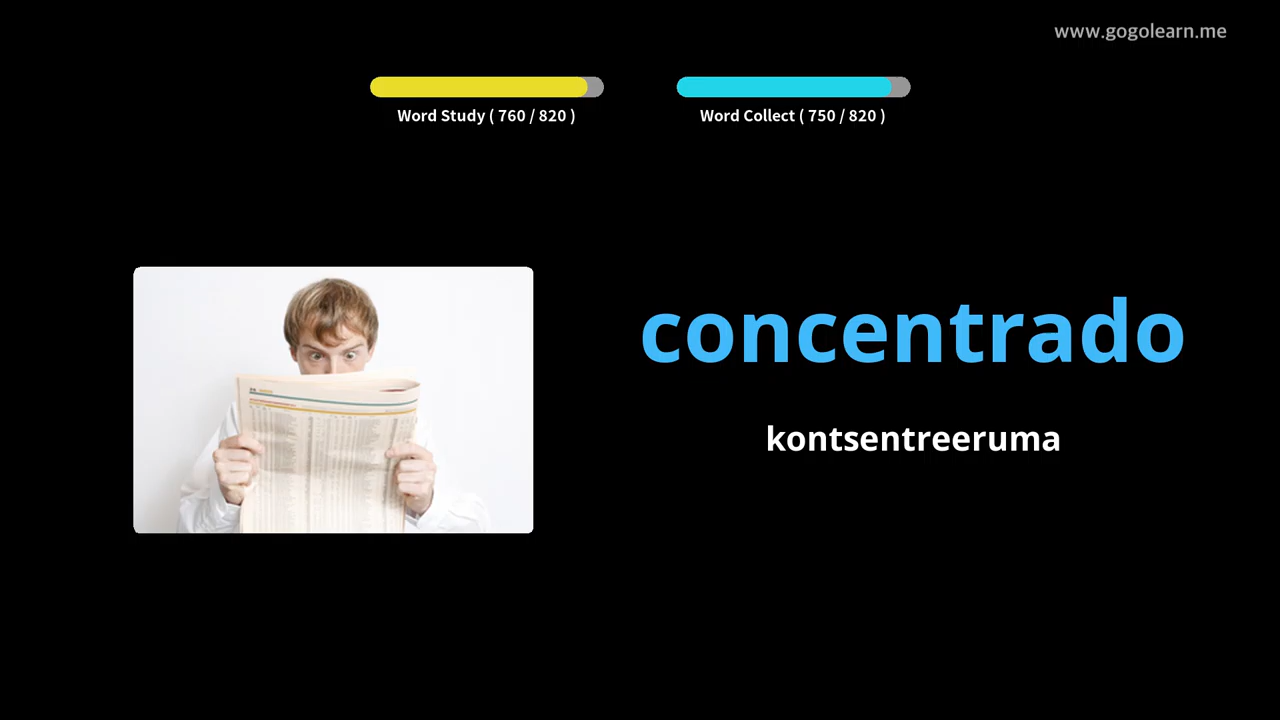 www.gogolearn.me
Word Study ( 760 / 820 )
Word Collect ( 750 / 820 )
concentrado
kontsentreeruma